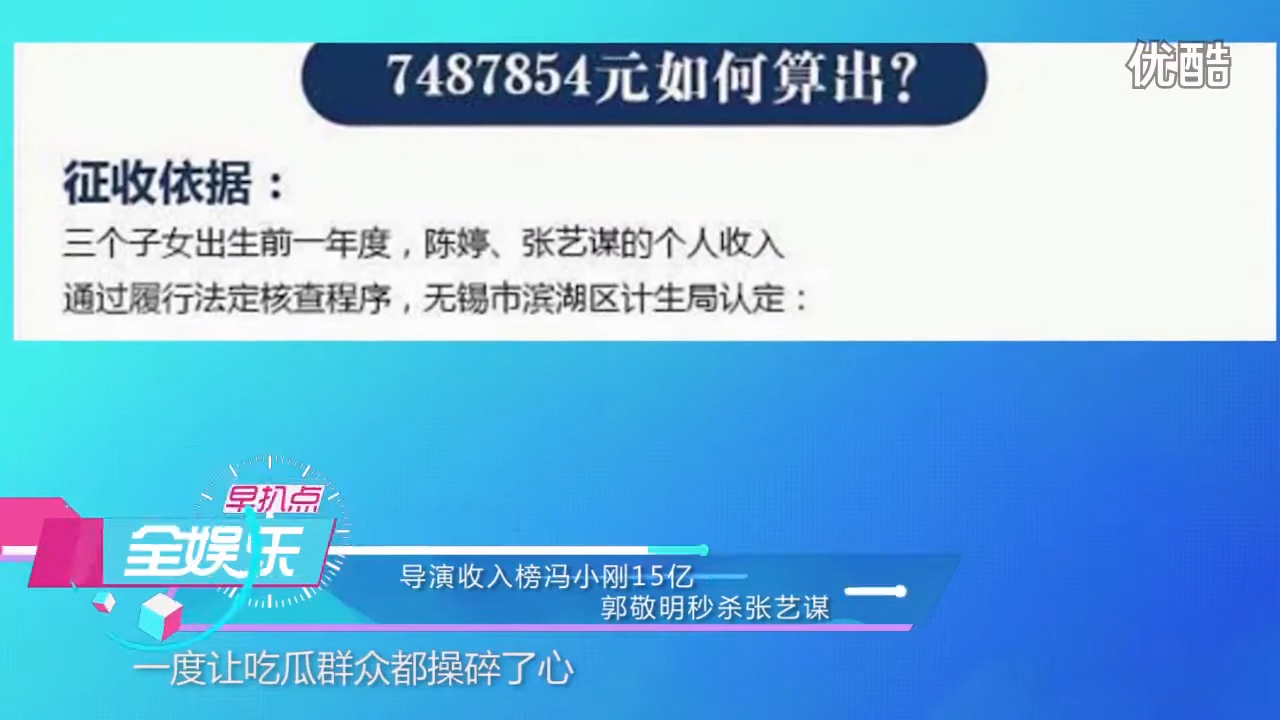 7487854元如何算出?
优酷
征收依据：
三个子女出生前一年度，陈婷、张艺谋的个人收入
通过履行法定核查程序，无锡市滨湖区计生局认定：
早扒点
全娱乐
导演收入榜冯小刚15亿
郭敬明秒杀张艺谋
一度让吃瓜群众都操碎了心